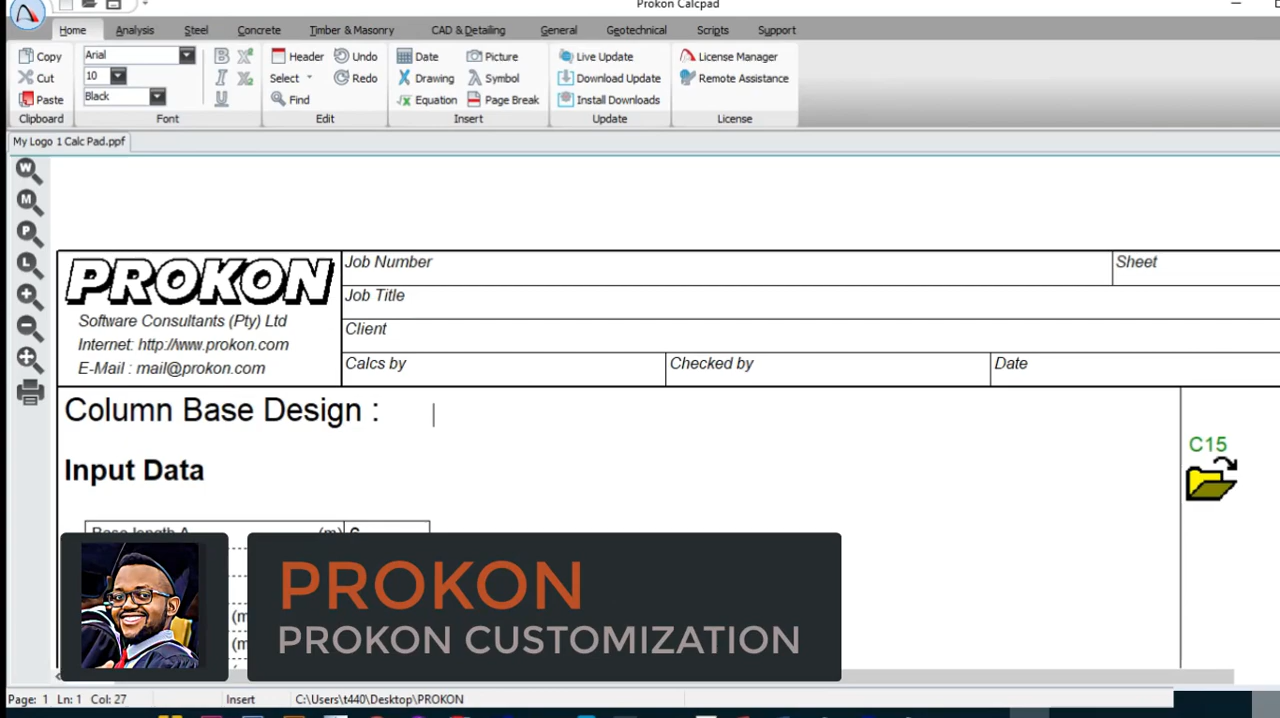 Prokon Calcpad
Home Analysis Steel Concrete Timber & Masonry CAD & Detailing General Geotechnical Scripts Support
Copy Arial B Header Undo Date Picture Live Update License Manager
Cut 10 I Select Redo Drawing Symbol Download Update Remote Assistance
Paste Black U Find Equation Page Break Install Downloads
Clipboard Font Edit Insert Update License
My Logo 1 Calc Pad.ppf
W
M
P
L
PROKON
Software Consultants (Pty) Ltd
Internet: http://www.prokon.com
E-Mail : mail@prokon.com
Job Number Sheet
Job Title
Client
Calcs by Checked by Date
Column Base Design :
C15
Input Data
Base length A (m) 6
PROKON
PROKON CUSTOMIZATION
Page: 1 Ln: 1 Col: 27 Insert C:\Users\t440\Desktop\PROKON